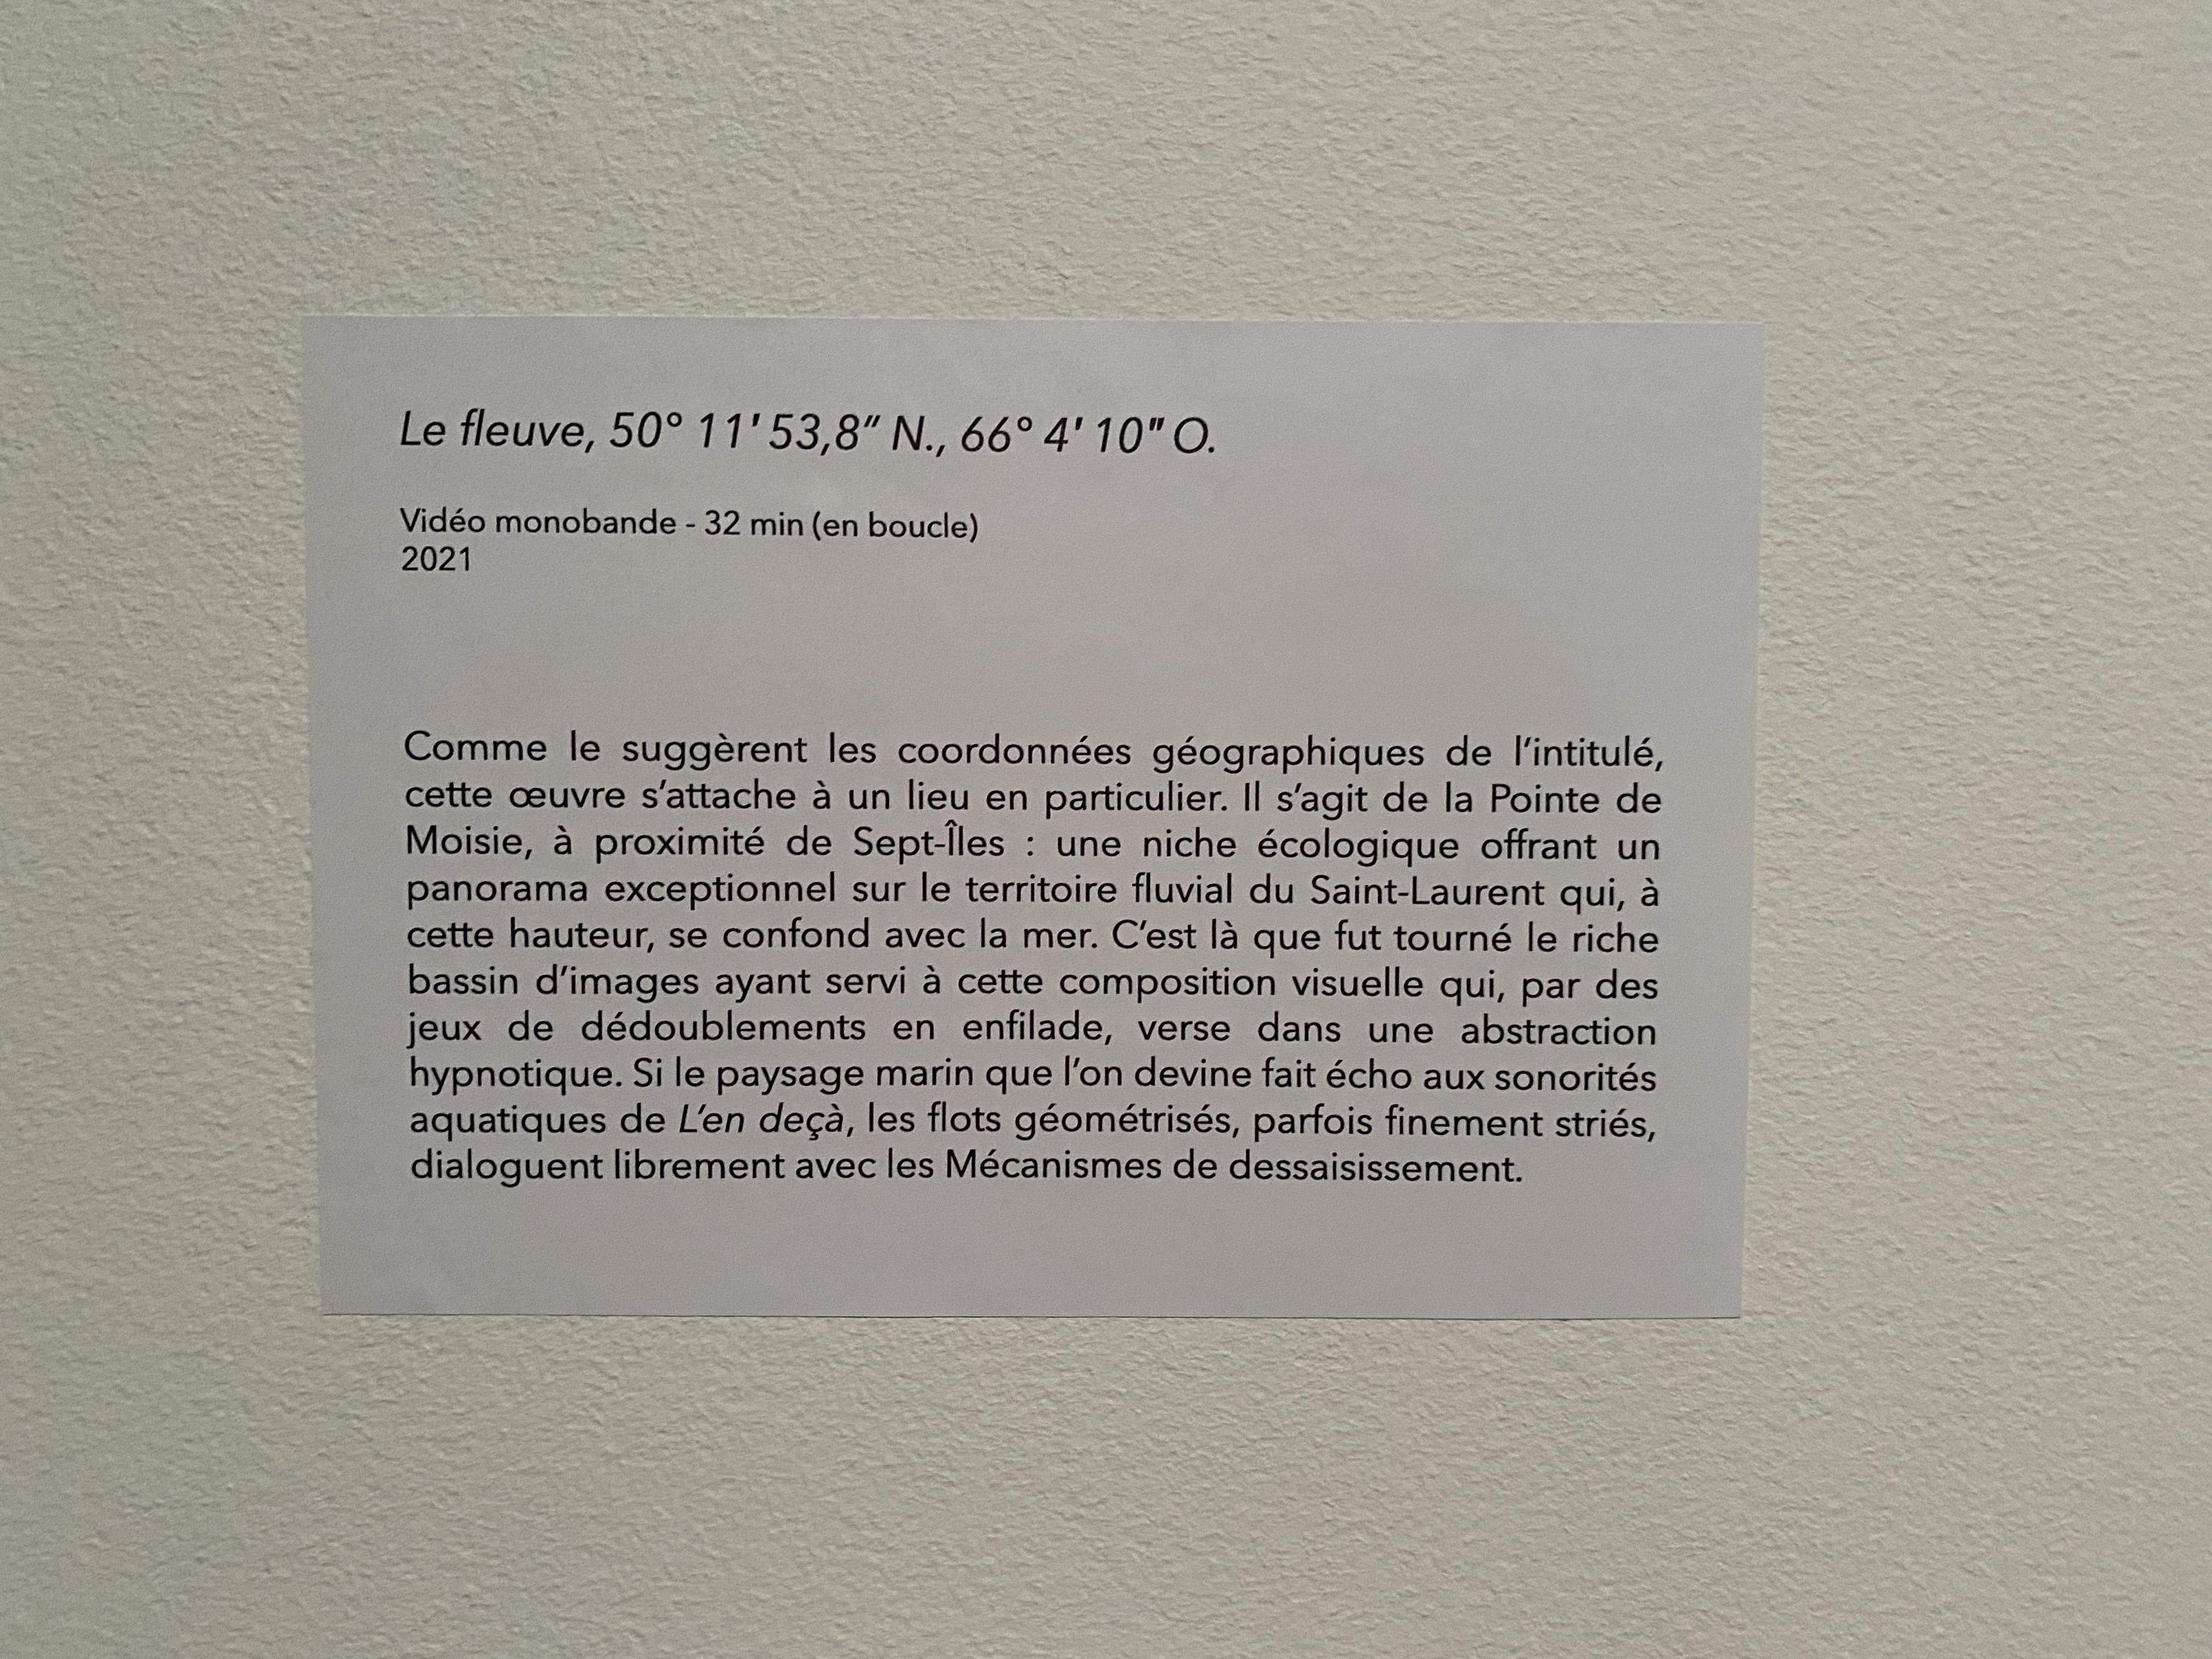 Le fleuve, 50° 11' 53,8" N., 66° 4' 10" O.
Vidéo monobande - 32 min (en boucle)
2021
Comme le suggèrent les coordonnées géographiques de l'intitulé,
cette œuvre s'attache à un lieu en particulier. Il s'agit de la Pointe de
Moisie, à proximité de Sept-Îles : une niche écologique offrant un
panorama exceptionnel sur le territoire fluvial du Saint-Laurent qui, à
cette hauteur, se confond avec la mer. C'est là que fut tourné le riche
bassin d'images ayant servi à cette composition visuelle qui, par des
jeux de dédoublements en enfilade, verse dans une abstraction
hypnotique. Si le paysage marin que l'on devine fait écho aux sonorités
aquatiques de L'en deçà, les flots géométrisés, parfois finement striés,
dialoguent librement avec les Mécanismes de dessaisissement.